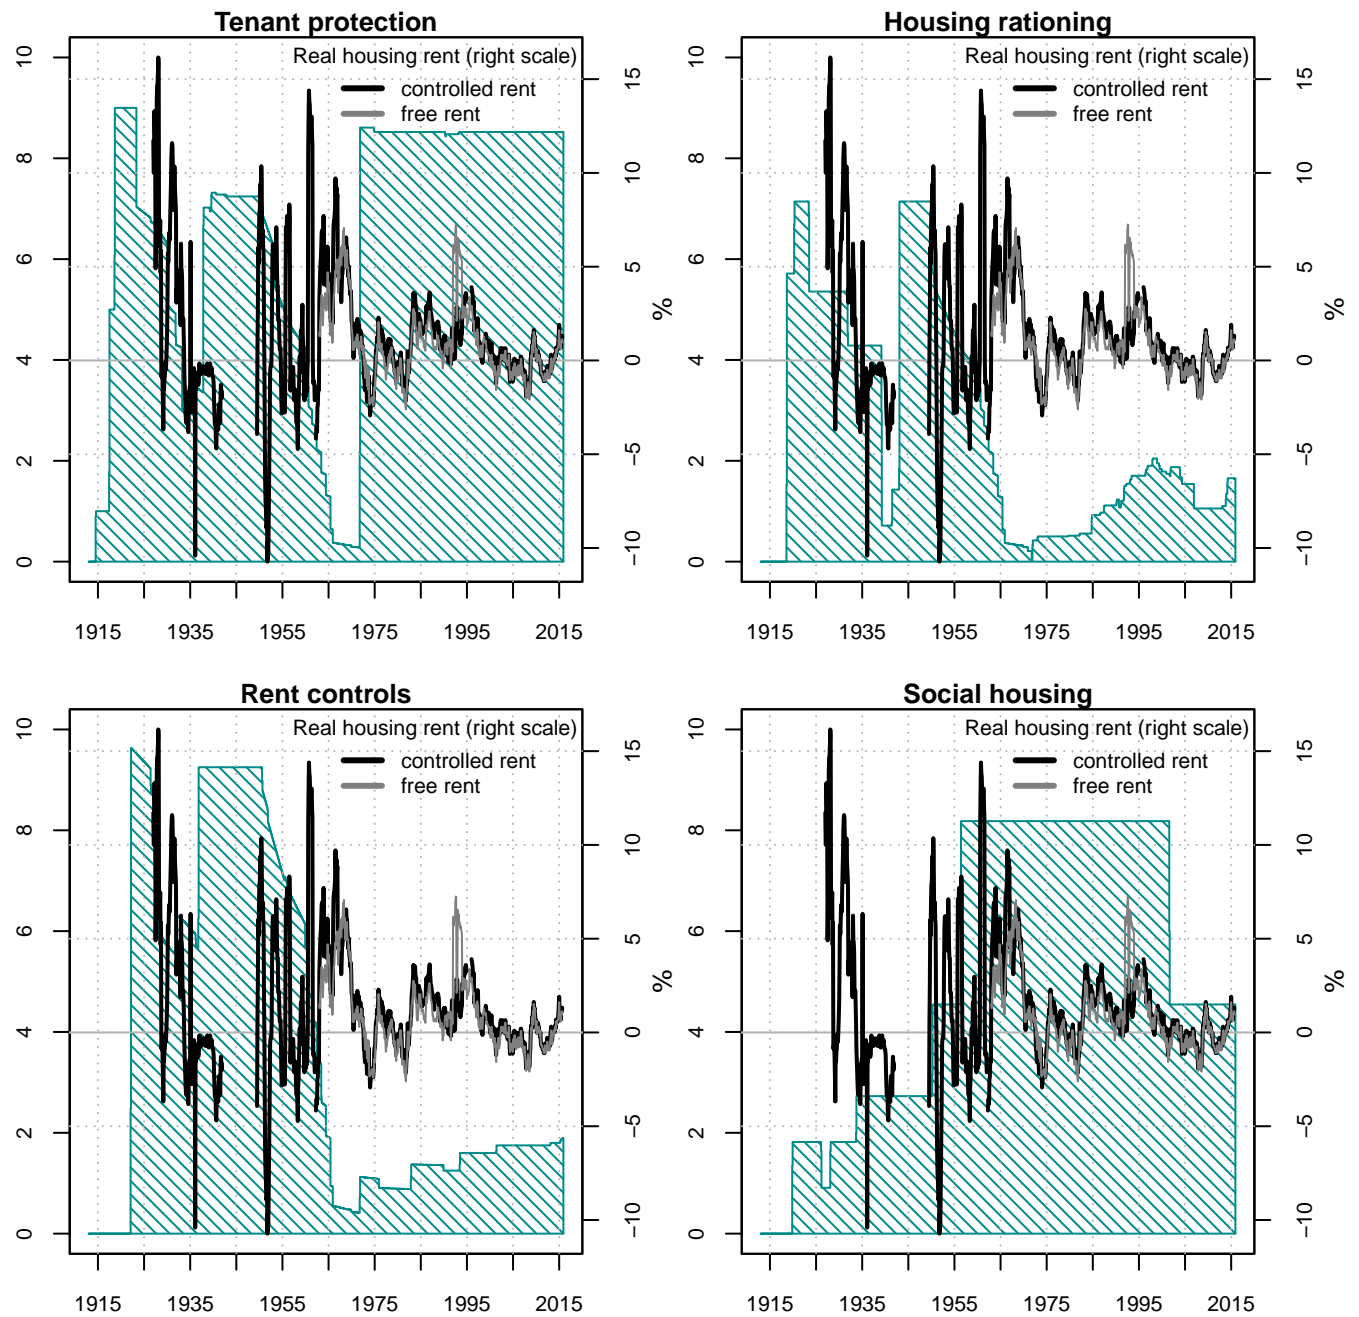 Tenant protection
Real housing rent (right scale)
controlled rent
free rent
10
8
6
4
2
0
15
10
5
0
−5
−10
%
1915 1935 1955 1975 1995 2015
Housing rationing
Real housing rent (right scale)
controlled rent
free rent
10
8
6
4
2
0
15
10
5
0
−5
−10
%
1915 1935 1955 1975 1995 2015
Rent controls
Real housing rent (right scale)
controlled rent
free rent
10
8
6
4
2
0
15
10
5
0
−5
−10
%
1915 1935 1955 1975 1995 2015
Social housing
Real housing rent (right scale)
controlled rent
free rent
10
8
6
4
2
0
15
10
5
0
−5
−10
%
1915 1935 1955 1975 1995 2015